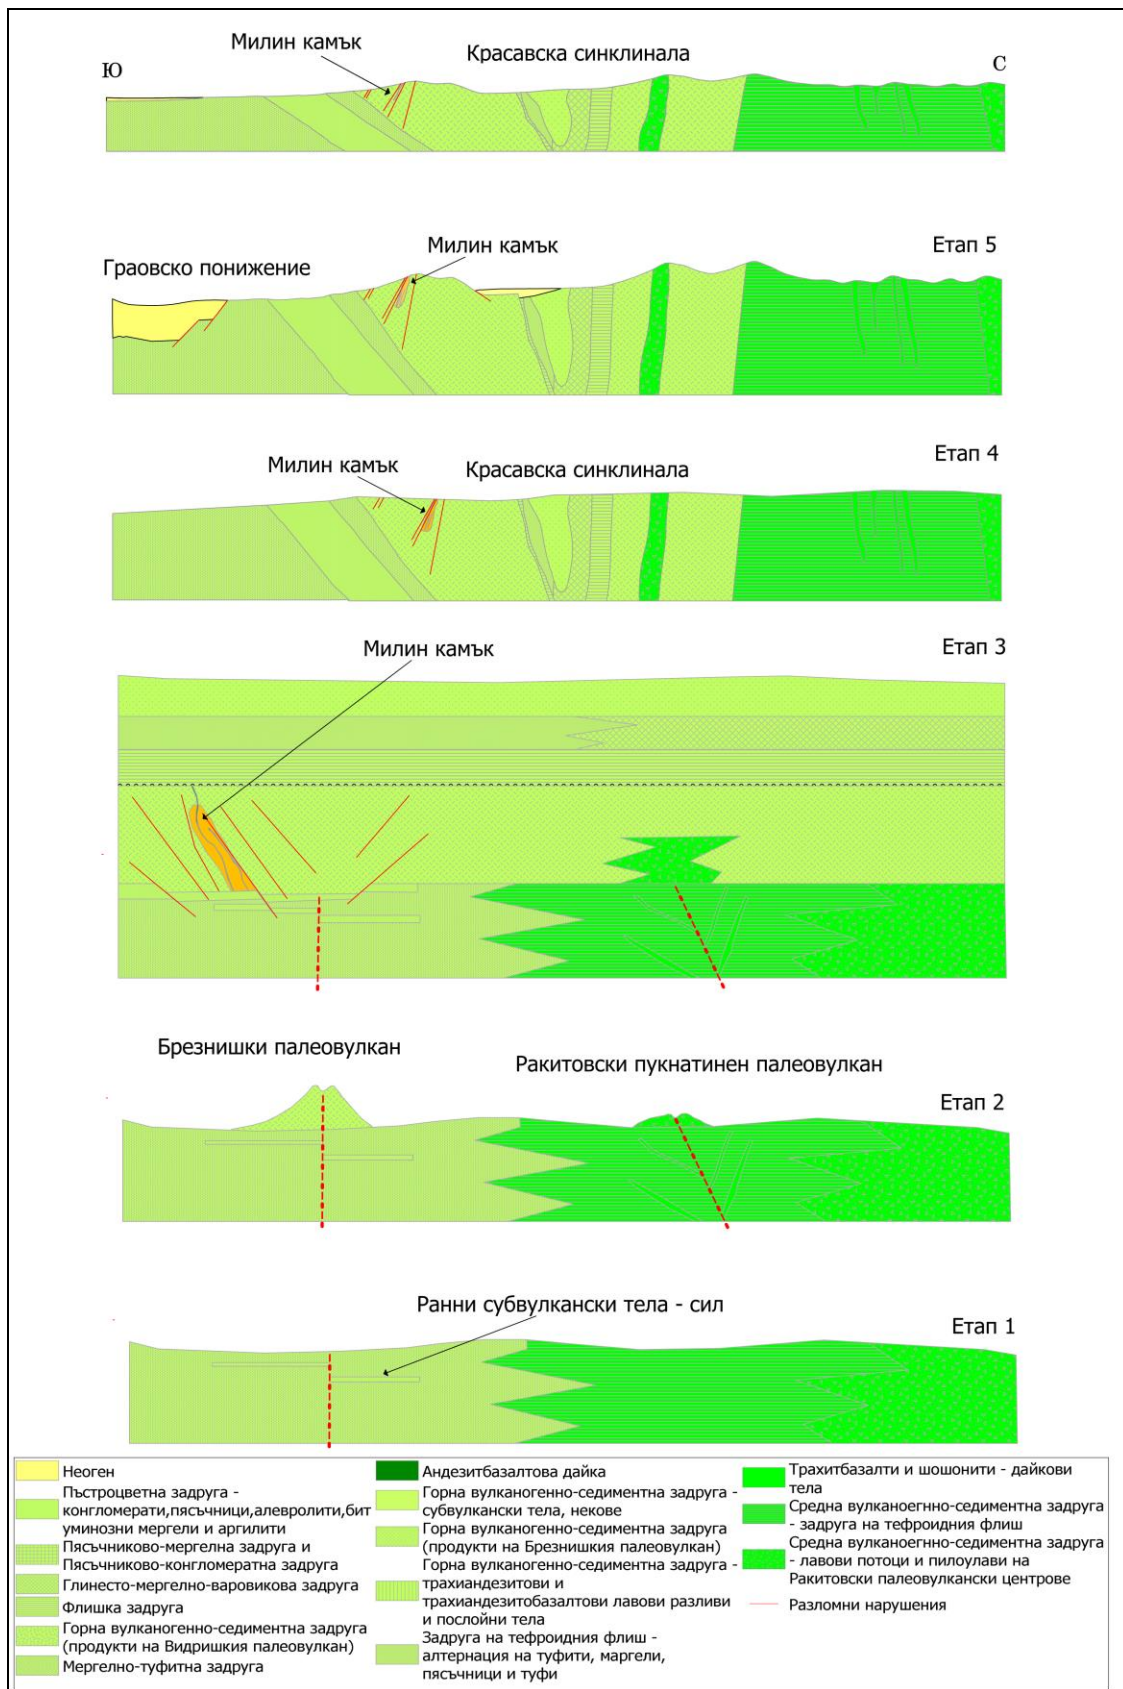 Милин камък
Красавска синклинала
Ю
С
Милин камък
Етап 5
Граовско понижение
Милин камък
Красавска синклинала
Етап 4
Милин камък
Етап 3
Брезнишки палеовулкан
Ракитовски пукнатинен палеовулкан
Етап 2
Ранни субвулкански тела - сил
Етап 1
Неоген
Пъстроцветна задруга -
конгломерати,пясъчници,алевролити,бит
уминозни мергели и аргилити
Пясъчниково-мергелна задруга и
Пясъчниково-конгломератна задруга
Глинесто-мергелно-варовикова задруга
Флишка задруга
Горна вулканогенно-седиментна задруга
(продукти на Видришкия палеовулкан)
Мергелно-туфитна задруга
Андезитбазалтова дайка
Горна вулканогенно-седиментна задруга -
субвулкански тела, некове
Горна вулканогенно-седиментна задруга
(продукти на Брезнишкия палеовулкан)
Горна вулканогенно-седиментна задруга -
трахиандезитови и
трахиандезитобазалтови лавови разливи
и послойни тела
Задруга на тефроидния флиш -
алтернация на туфити, маргели,
пясъчници и туфи
Трахитбазалти и шошонити - дайкови
тела
Средна вулканоегнно-седиментна задруга
- задруга на тефроидния флиш
Средна вулканоегнно-седиментна задруга
- лавови потоци и пилоулави на
Ракитовски палеовулкански центрове
Разломни нарушения